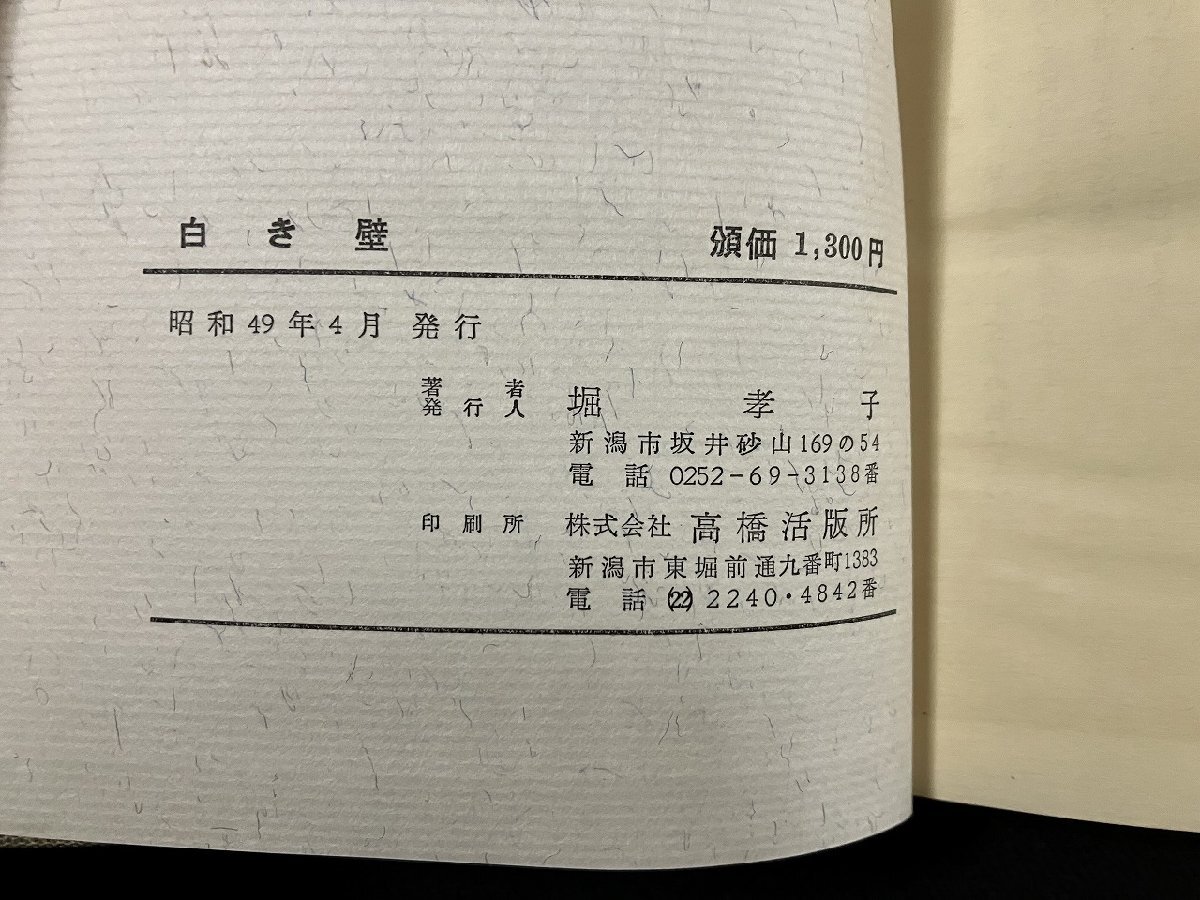 白き壁 頒価 1,300円
昭和49年4月 発行
著者 堀孝子
発行人
新潟市坂井砂山169の54
電話 0252-69-3138番
印刷所 株式会社 高橋活版所
新潟市東堀前通九番町1383
電話 (22) 2240・4842番